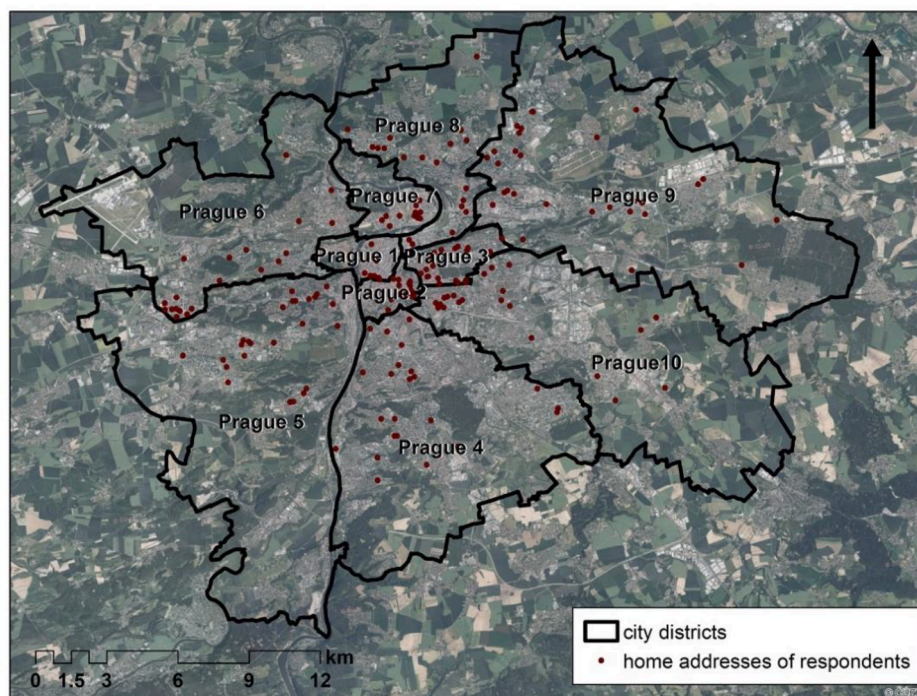 Prague 8
Prague 7
Prague 9
Prague 6
Prague 1
Prague 3
Prague 2
Prague10
Prague 5
Prague 4
city districts
home addresses of respondents
km
0 1.5 3 6 9 12